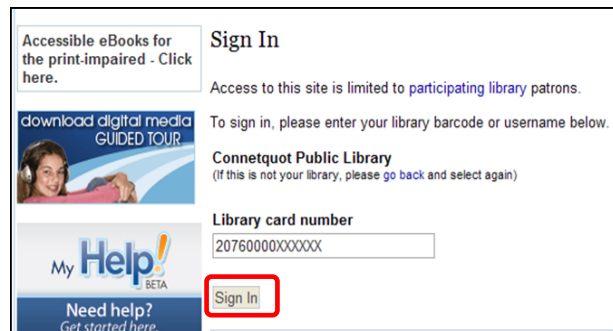 Accessible eBooks for
the print-impaired - Click
here.
download digital media
GUIDED TOUR
My Help!
BETA
Need help?
Get started here.
Sign In
Access to this site is limited to participating library patrons.
To sign in, please enter your library barcode or username below.
Connetquot Public Library
(If this is not your library, please go back and select again)
Library card number
20760000XXXXXX
Sign In